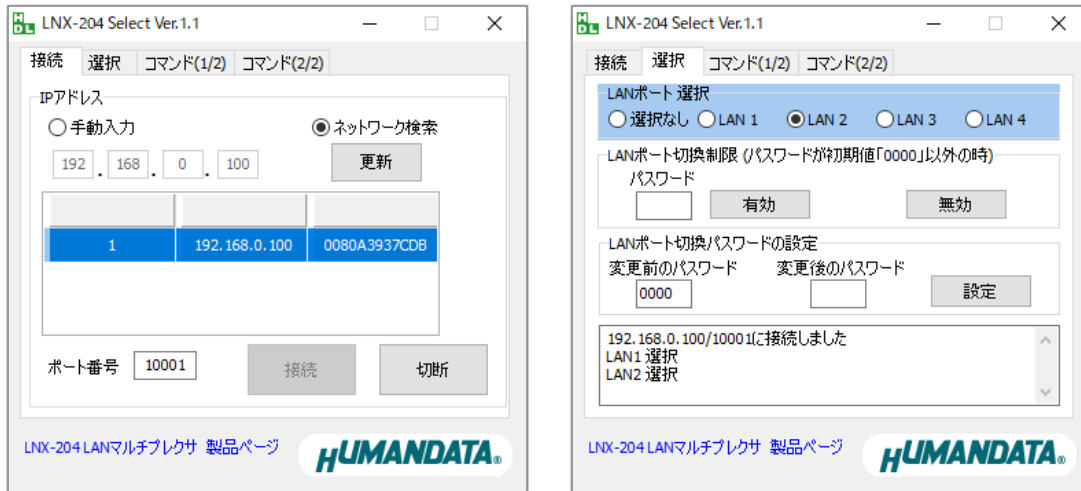 LNX-204 Select Ver.1.1
接続 選択 コマンド(1/2) コマンド(2/2)
IPアドレス
手動入力 ネットワーク検索
192 . 168 . 0 . 100 更新
1 192.168.0.100 0080A3937CDB
ポート番号 10001 接続 切断
LNX-204 LANマルチプレクサ 製品ページ HUMANDATA®
LNX-204 Select Ver.1.1
接続 選択 コマンド(1/2) コマンド(2/2)
LANポート 選択
選択なし LAN 1 LAN 2 LAN 3 LAN 4
LANポート切換制限 (パスワードが初期値「0000」以外の時)
パスワード
有効 無効
LANポート切換パスワードの設定
変更前のパスワード 変更後のパスワード
0000 設定
192.168.0.100/10001に接続しました
LAN1 選択
LAN2 選択
LNX-204 LANマルチプレクサ 製品ページ HUMANDATA®